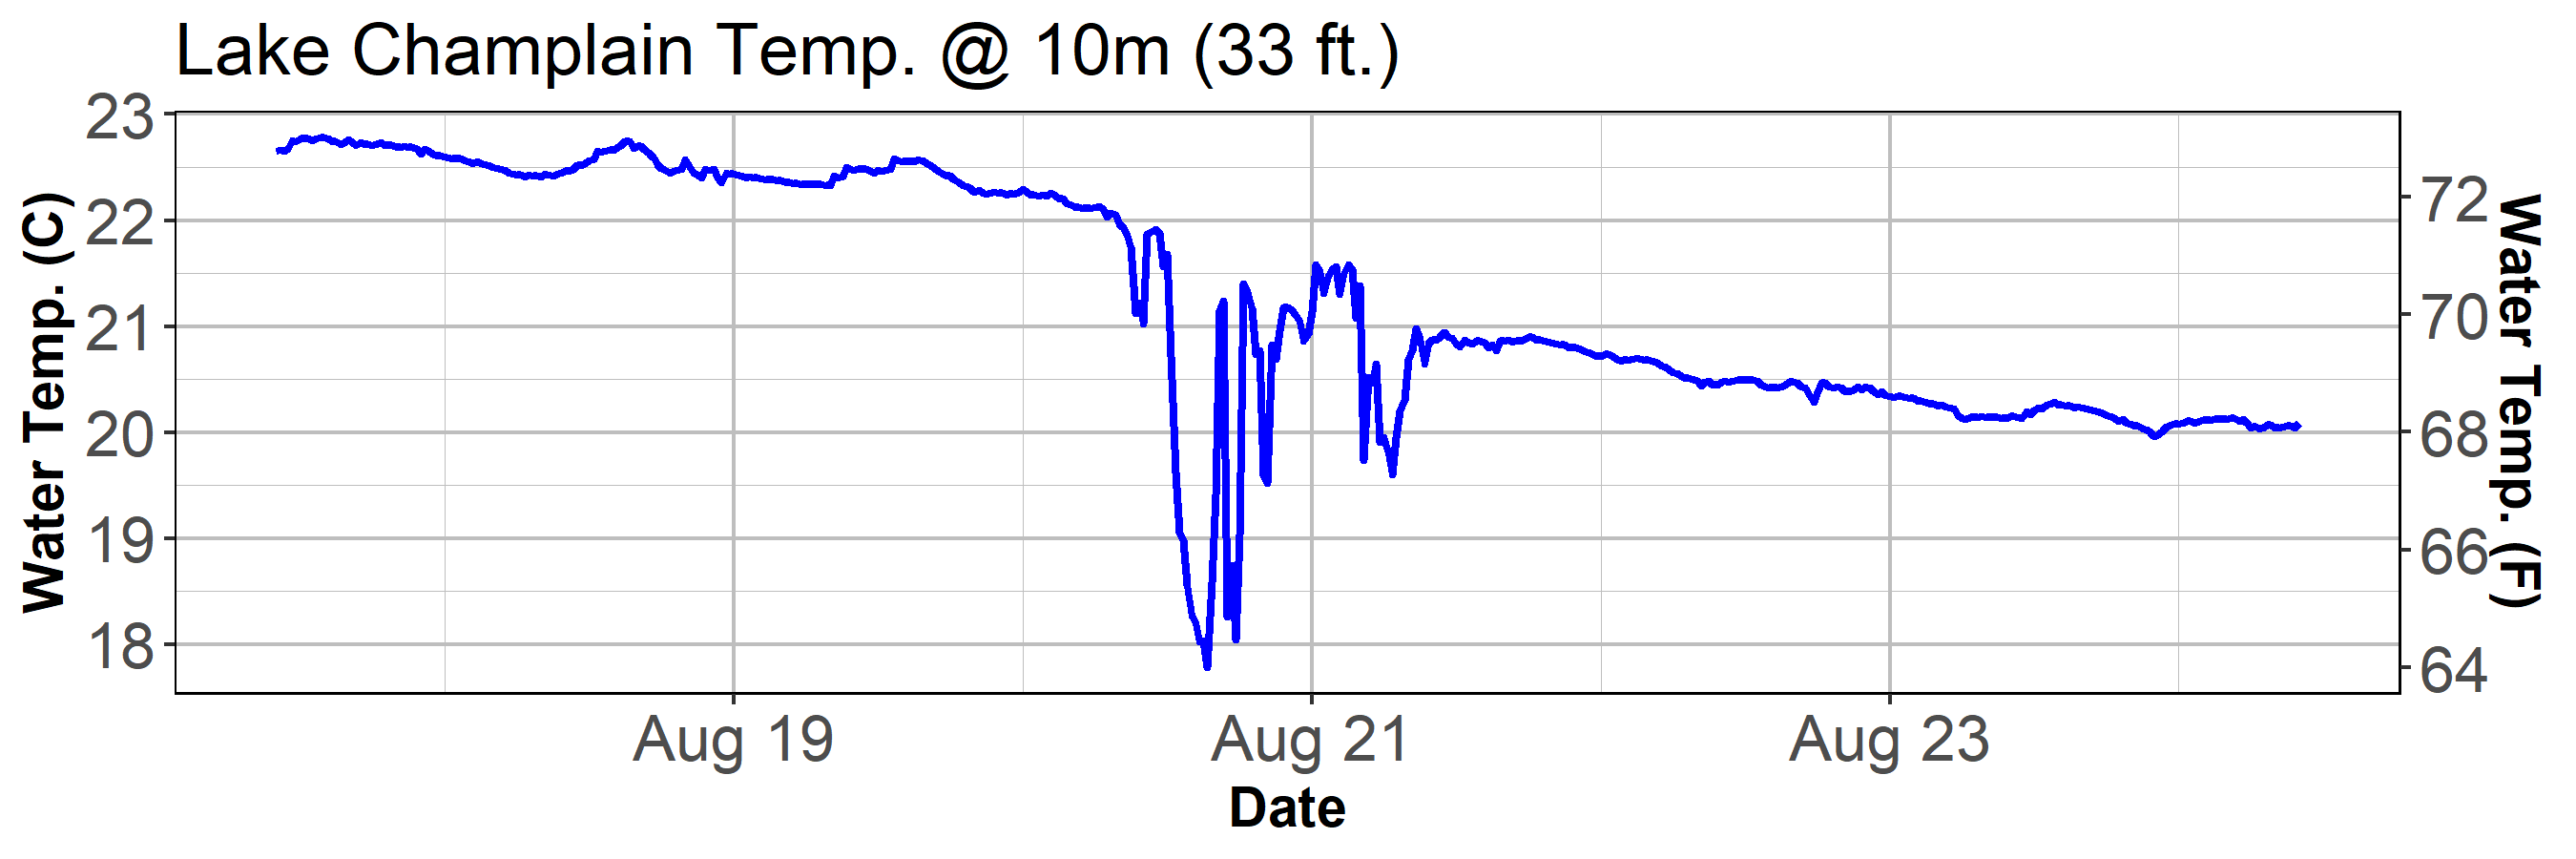 Lake Champlain Temp. @ 10m (33 ft.)
Water Temp. (C)
23
22
21
20
19
18
72
70
68
66
64
Water Temp. (F)
Aug 19
Aug 21
Aug 23
Date